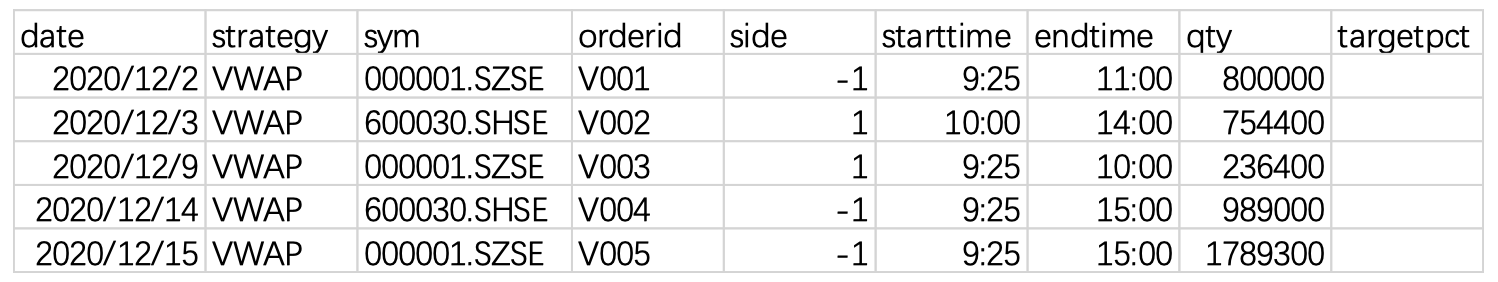 date strategy sym orderid side starttime endtime qty targetpct
2020/12/2 VWAP 000001.SZSE V001 -1 9:25 11:00 800000
2020/12/3 VWAP 600030.SHSE V002 1 10:00 14:00 754400
2020/12/9 VWAP 000001.SZSE V003 1 9:25 10:00 236400
2020/12/14 VWAP 600030.SHSE V004 -1 9:25 15:00 989000
2020/12/15 VWAP 000001.SZSE V005 -1 9:25 15:00 1789300